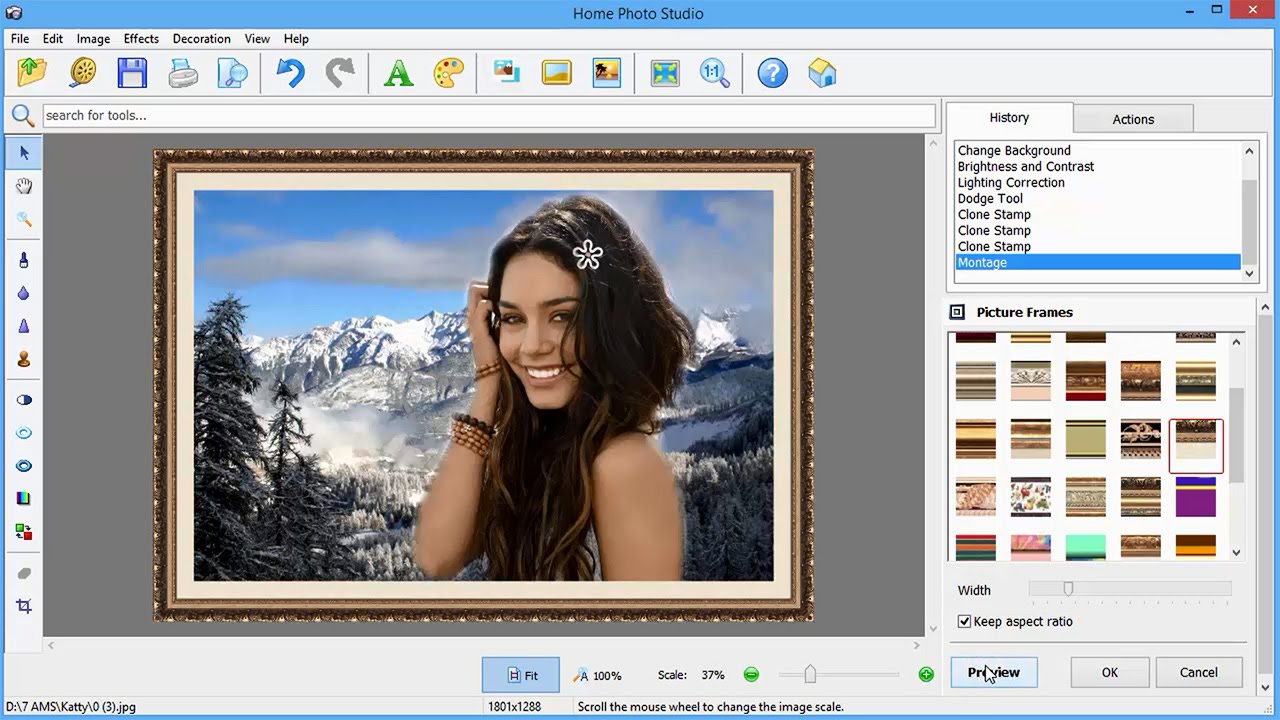 Home Photo Studio
File Edit Image Effects Decoration View Help
A 1:1 ?
search for tools...
History Actions
Change Background
Brightness and Contrast
Lighting Correction
Dodge Tool
Clone Stamp
Clone Stamp
Clone Stamp
Montage
Picture Frames
Width
Keep aspect ratio
Preview OK Cancel
Fit 100% Scale: 37%
D:\7 AMS\Katty\0 (3).jpg 1801x1288 Scroll the mouse wheel to change the image scale.